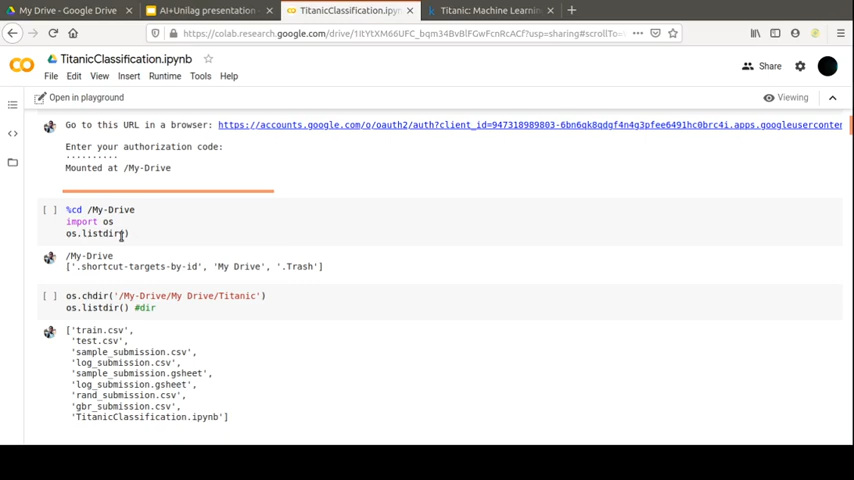 My Drive - Google Drive
AI+Unilag presentation -
TitanicClassification.ipyn
Titanic: Machine Learnin
https://colab.research.google.com/drive/1ItYtXM66UFC_bqm34BvBlFGwFcnRcACf?usp=sharing#scrollTo=
TitanicClassification.ipynb
File Edit View Insert Runtime Tools Help
Share
Open in playground
Viewing
Go to this URL in a browser: https://accounts.google.com/o/oauth2/auth?client_id=947318989803-6bn6qk8qdgf4n4g3pfee6491hc0brc4i.apps.googleuserconten
Enter your authorization code:
··········
Mounted at /My-Drive
[ ] %cd /My-Drive
import os
os.listdir()
/My-Drive
['.shortcut-targets-by-id', 'My Drive', '.Trash']
[ ] os.chdir('/My-Drive/My Drive/Titanic')
os.listdir() #dir
['train.csv',
'test.csv',
'sample_submission.csv',
'log_submission.csv',
'sample_submission.gsheet',
'log_submission.gsheet',
'rand_submission.csv',
'gbr_submission.csv',
'TitanicClassification.ipynb']